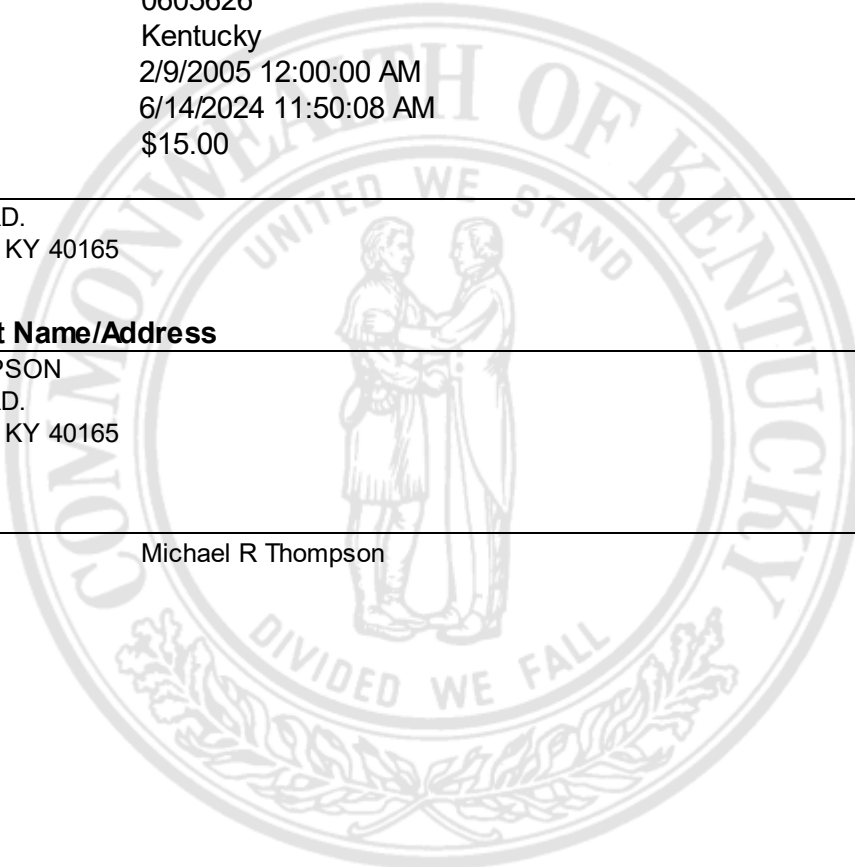 0605626
Kentucky
2/9/2005 12:00:00 AM
6/14/2024 11:50:08 AM
$15.00
D.
KY 40165
t Name/Address
PSON
D.
KY 40165
Michael R Thompson
COMMONWEALTH OF KENTUCKY
UNITED WE STAND
DIVIDED WE FALL